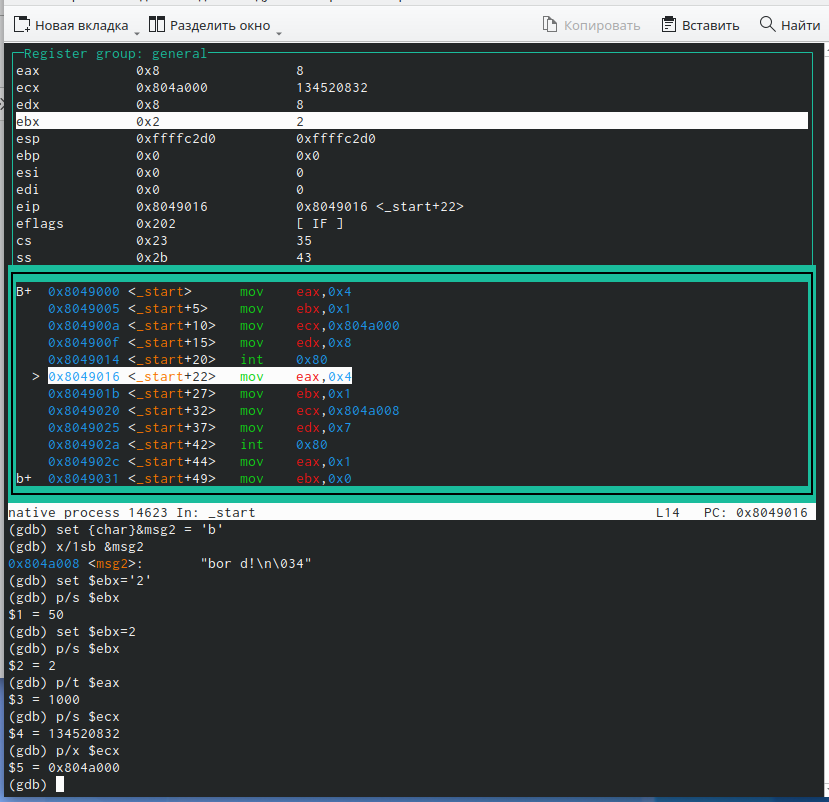 Новая вкладка Разделить окно Копировать Вставить Найти
Register group: general
eax 0x8 8
ecx 0x804a000 134520832
edx 0x8 8
ebx 0x2 2
esp 0xffffc2d0 0xffffc2d0
ebp 0x0 0x0
esi 0x0 0
edi 0x0 0
eip 0x8049016 0x8049016 <_start+22>
eflags 0x202 [ IF ]
cs 0x23 35
ss 0x2b 43
B+ 0x8049000 <_start> mov eax,0x4
0x8049005 <_start+5> mov ebx,0x1
0x804900a <_start+10> mov ecx,0x804a000
0x804900f <_start+15> mov edx,0x8
0x8049014 <_start+20> int 0x80
> 0x8049016 <_start+22> mov eax,0x4
0x804901b <_start+27> mov ebx,0x1
0x8049020 <_start+32> mov ecx,0x804a008
0x8049025 <_start+37> mov edx,0x7
0x804902a <_start+42> int 0x80
0x804902c <_start+44> mov eax,0x1
b+ 0x8049031 <_start+49> mov ebx,0x0
native process 14623 In: _start L14 PC: 0x8049016
(gdb) set {char}&msg2 = 'b'
(gdb) x/1sb &msg2
0x804a008 <msg2>: "bor d!\n\034"
(gdb) set $ebx='2'
(gdb) p/s $ebx
$1 = 50
(gdb) set $ebx=2
(gdb) p/s $ebx
$2 = 2
(gdb) p/t $eax
$3 = 1000
(gdb) p/s $ecx
$4 = 134520832
(gdb) p/x $ecx
$5 = 0x804a000
(gdb)